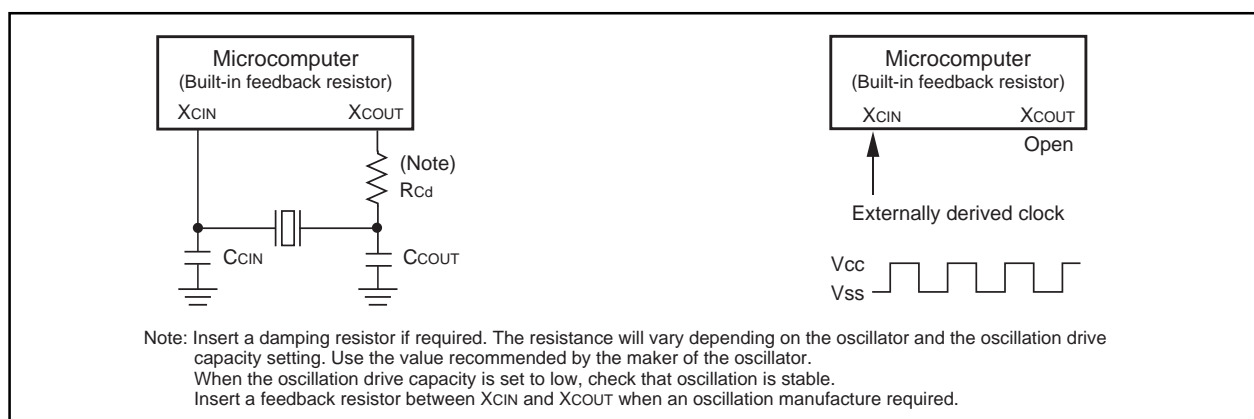 Microcomputer
(Built-in feedback resistor)
XCIN XCOUT
(Note)
RCd
CCIN
CCOUT
Microcomputer
(Built-in feedback resistor)
XCIN XCOUT
Open
Externally derived clock
Vcc
Vss
Note: Insert a damping resistor if required. The resistance will vary depending on the oscillator and the oscillation drive
capacity setting. Use the value recommended by the maker of the oscillator.
When the oscillation drive capacity is set to low, check that oscillation is stable.
Insert a feedback resistor between XCIN and XCOUT when an oscillation manufacture required.